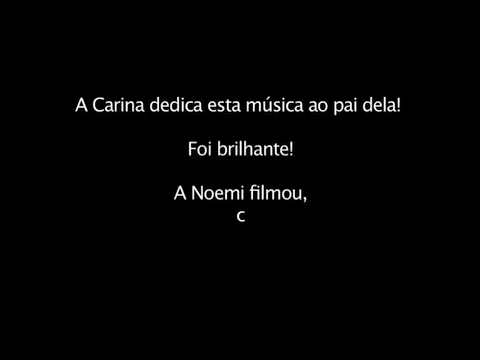 A Carina dedica esta música ao pai dela!
Foi brilhante!
A Noemi filmou,
c